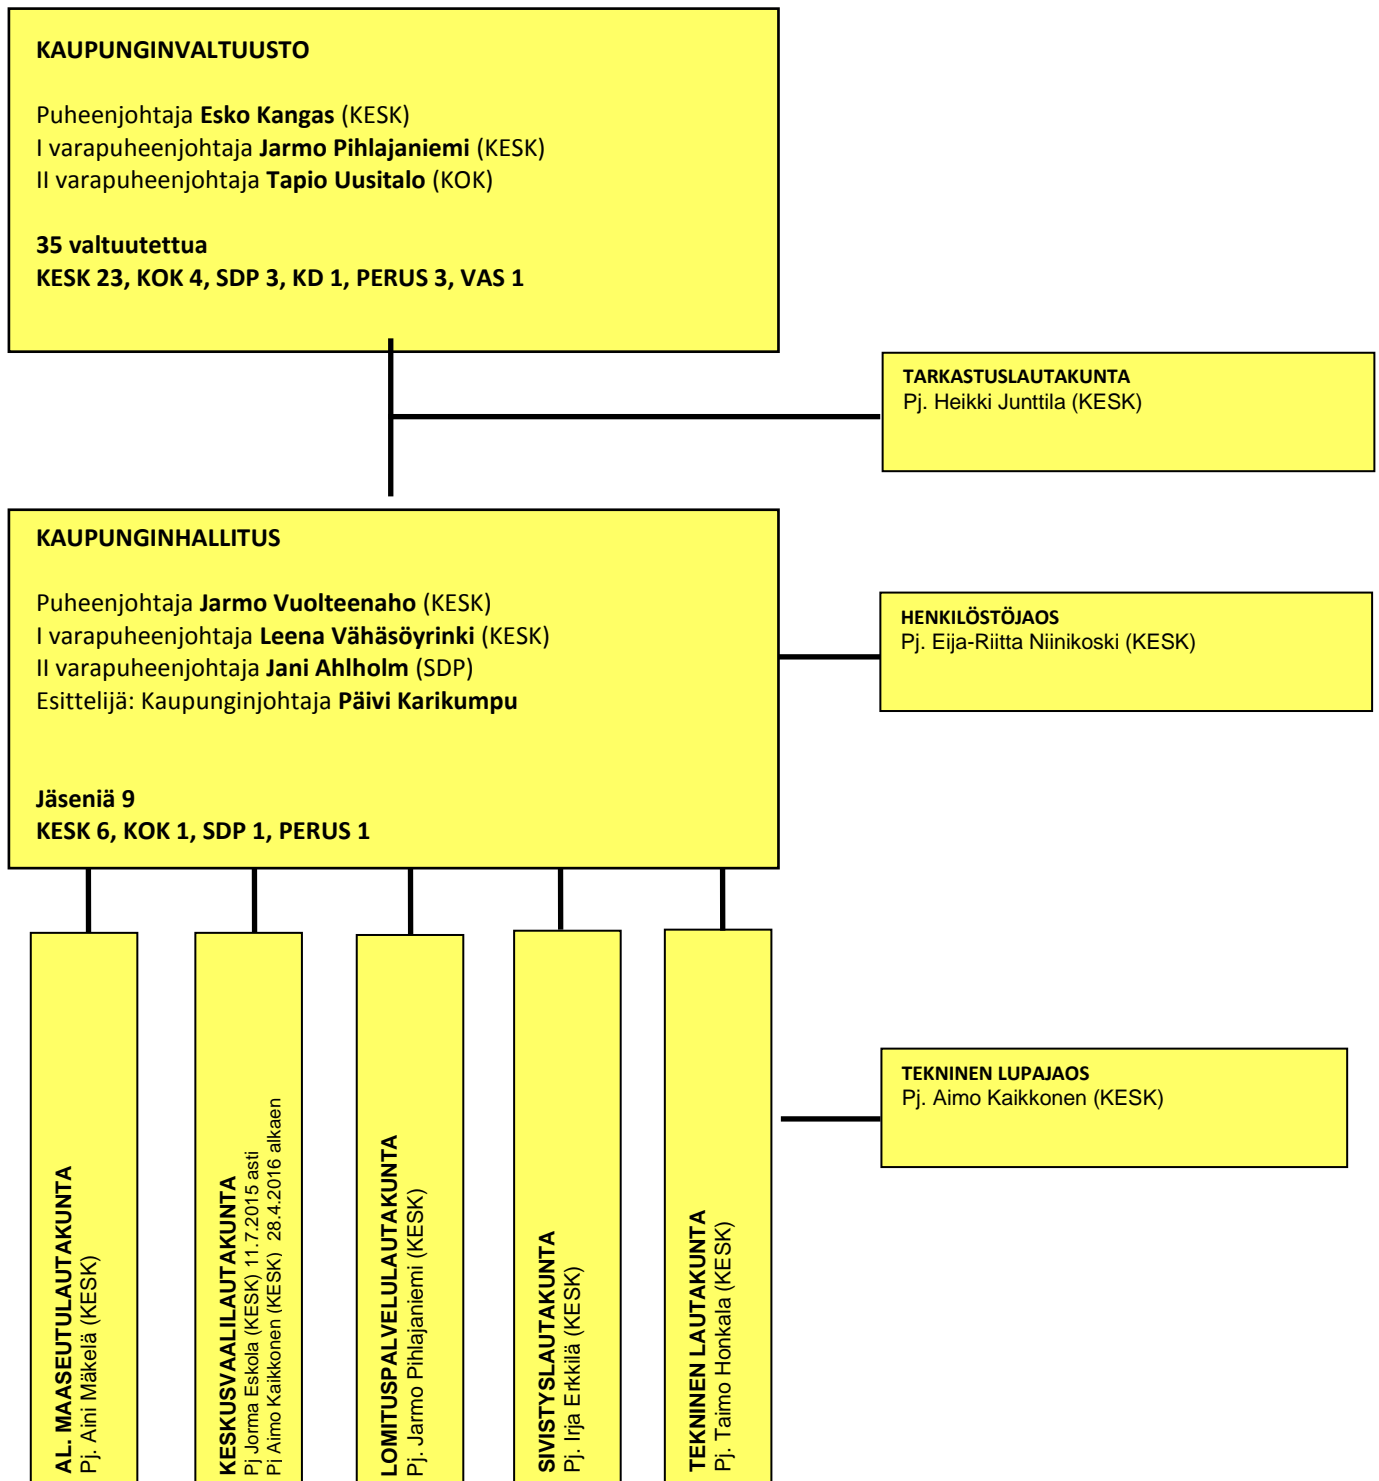 KAUPUNGINVALTUUSTO
Puheenjohtaja Esko Kangas (KESK)
I varapuheenjohtaja Jarmo Pihlajaniemi (KESK)
II varapuheenjohtaja Tapio Uusitalo (KOK)
35 valtuutettua
KESK 23, KOK 4, SDP 3, KD 1, PERUS 3, VAS 1
TARKASTUSLAUTAKUNTA
Pj. Heikki Junttila (KESK)
KAUPUNGINHALLITUS
Puheenjohtaja Jarmo Vuolteenaho (KESK)
I varapuheenjohtaja Leena Vähäsöyrinki (KESK)
II varapuheenjohtaja Jani Ahlholm (SDP)
Esittelijä: Kaupunginjohtaja Päivi Karikumpu
Jäseniä 9
KESK 6, KOK 1, SDP 1, PERUS 1
HENKILÖSTÖJAOS
Pj. Eija-Riitta Niinikoski (KESK)
AL. MAASEUTULAUTAKUNTA
Pj. Aini Mäkelä (KESK)
KESKUSVAALILAUTAKUNTA
Pj Jorma Eskola (KESK) 11.7.2015 asti
Pj Aimo Kaikkonen (KESK) 28.4.2016 alkaen
LOMITUSPALVELULAUTAKUNTA
Pj. Jarmo Pihlajaniemi (KESK)
SIVISTYSLAUTAKUNTA
Pj. Irja Erkkilä (KESK)
TEKNINEN LAUTAKUNTA
Pj. Taimo Honkala (KESK)
TEKNINEN LUPAJAOS
Pj. Aimo Kaikkonen (KESK)